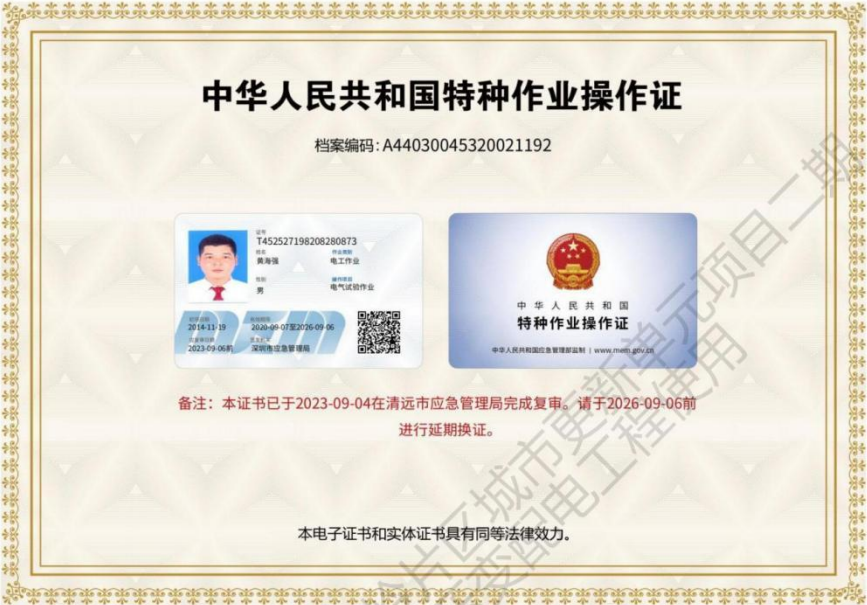 中华人民共和国特种作业操作证
档案编码：A44030045320021192
证号
T452527198208280873
姓名
黄海强
作业类别
电工作业
性别
男
操作项目
电气试验作业
初领日期
2014-11-19
有效期限
2020-09-07至2026-09-06
应复审日期
2023-09-06前
签发机关
深圳市应急管理局
中华人民共和国
特种作业操作证
中华人民共和国应急管理部监制 | www.mem.gov.cn
备注：本证书已于2023-09-04在清远市应急管理局完成复审。请于2026-09-06前
进行延期换证。
本电子证书和实体证书具有同等法律效力。
片区城市更新单元项目二期
变配电工程使用